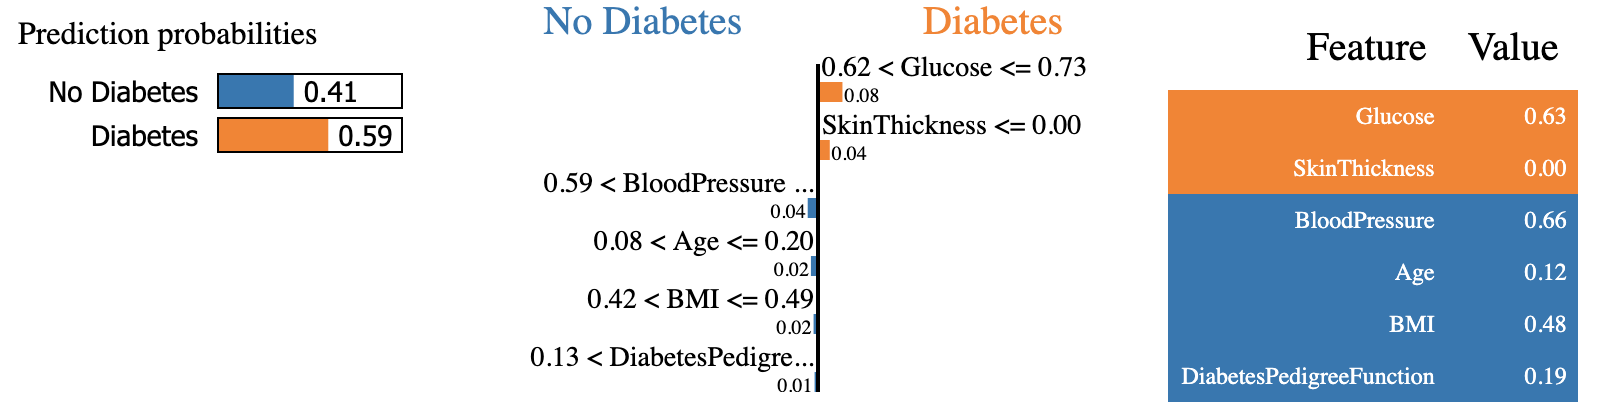 Prediction probabilities
No Diabetes 0.41
Diabetes 0.59
No Diabetes Diabetes
0.62 < Glucose <= 0.73
0.08
SkinThickness <= 0.00
0.04
0.59 < BloodPressure ...
0.04
0.08 < Age <= 0.20
0.02
0.42 < BMI <= 0.49
0.02
0.13 < DiabetesPedigre...
0.01
Feature Value
Glucose 0.63
SkinThickness 0.00
BloodPressure 0.66
Age 0.12
BMI 0.48
DiabetesPedigreeFunction 0.19